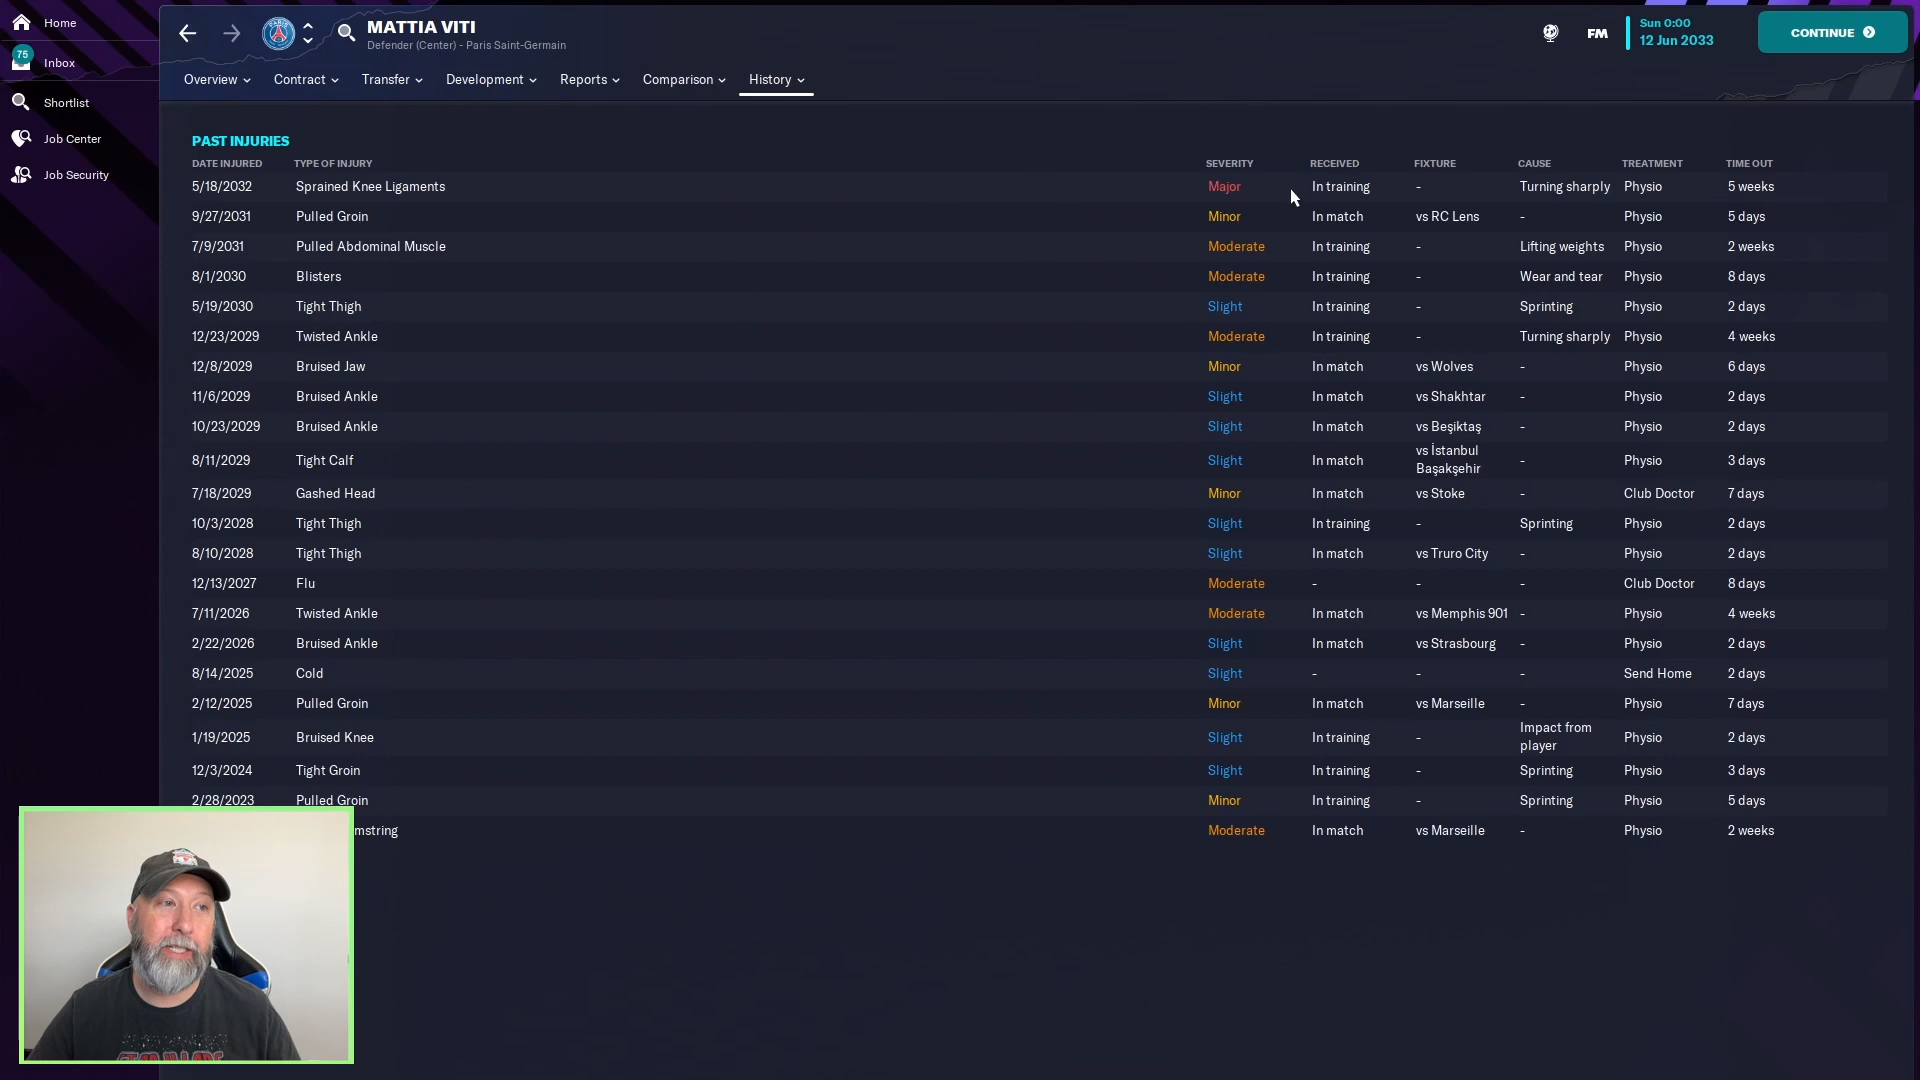 Home
75
Inbox
Shortlist
Job Center
Job Security
MATTIA VITI
Defender (Center) - Paris Saint-Germain
FM
Sun 0:00
12 Jun 2033
CONTINUE
Overview Contract Transfer Development Reports Comparison History
PAST INJURIES
DATE INJURED TYPE OF INJURY SEVERITY RECEIVED FIXTURE CAUSE TREATMENT TIME OUT
5/18/2032 Sprained Knee Ligaments Major In training - Turning sharply Physio 5 weeks
9/27/2031 Pulled Groin Minor In match vs RC Lens - Physio 5 days
7/9/2031 Pulled Abdominal Muscle Moderate In training - Lifting weights Physio 2 weeks
8/1/2030 Blisters Moderate In training - Wear and tear Physio 8 days
5/19/2030 Tight Thigh Slight In training - Sprinting Physio 2 days
12/23/2029 Twisted Ankle Moderate In training - Turning sharply Physio 4 weeks
12/8/2029 Bruised Jaw Minor In match vs Wolves - Physio 6 days
11/6/2029 Bruised Ankle Slight In match vs Shakhtar - Physio 2 days
10/23/2029 Bruised Ankle Slight In match vs Beşiktaş - Physio 2 days
8/11/2029 Tight Calf Slight In match vs İstanbul Başakşehir - Physio 3 days
7/18/2029 Gashed Head Minor In match vs Stoke - Club Doctor 7 days
10/3/2028 Tight Thigh Slight In training - Sprinting Physio 2 days
8/10/2028 Tight Thigh Slight In match vs Truro City - Physio 2 days
12/13/2027 Flu Moderate - - - Club Doctor 8 days
7/11/2026 Twisted Ankle Moderate In match vs Memphis 901 - Physio 4 weeks
2/22/2026 Bruised Ankle Slight In match vs Strasbourg - Physio 2 days
8/14/2025 Cold Slight - - - Send Home 2 days
2/12/2025 Pulled Groin Minor In match vs Marseille - Physio 7 days
1/19/2025 Bruised Knee Slight In training - Impact from player Physio 2 days
12/3/2024 Tight Groin Slight In training - Sprinting Physio 3 days
2/28/2023 Pulled Groin Minor In training - Sprinting Physio 5 days
mstring Moderate In match vs Marseille - Physio 2 weeks